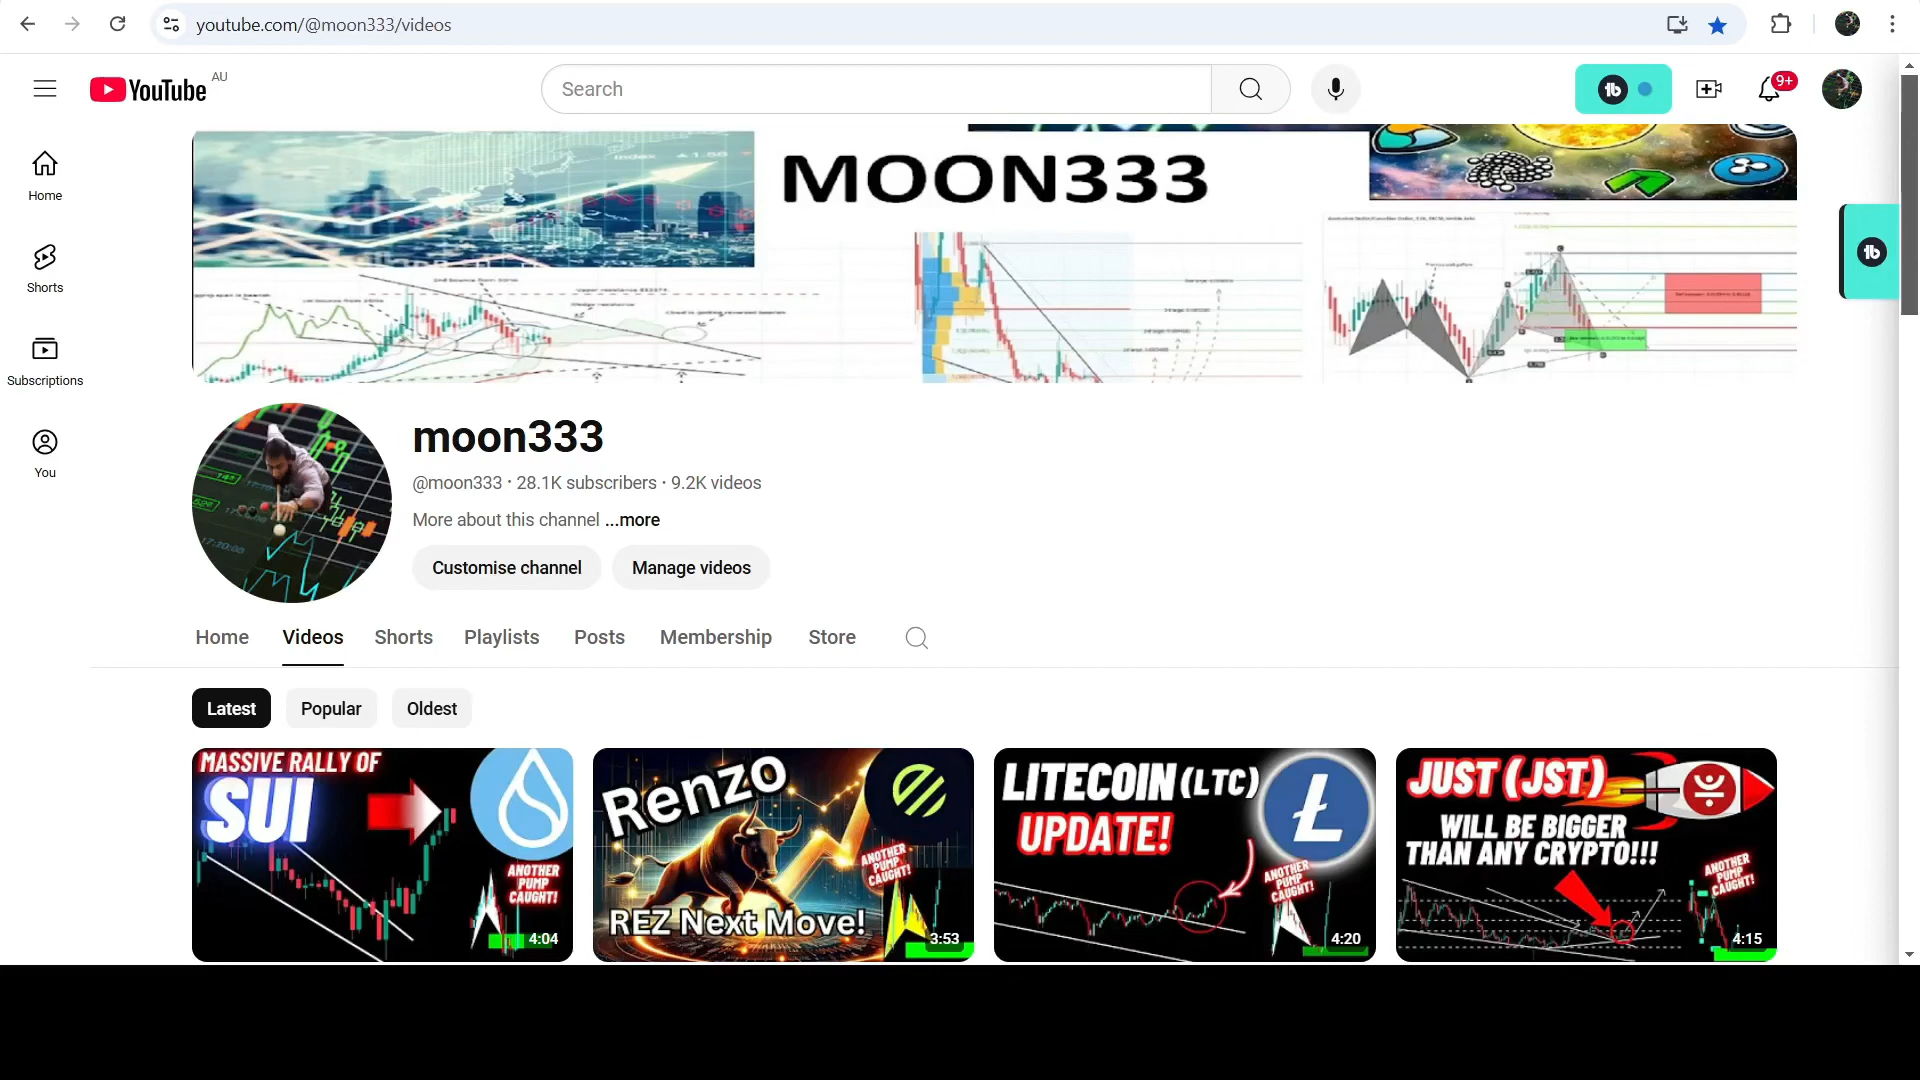 youtube.com/@moon333/videos
YouTube
AU
Search
9+
Home
Shorts
Subscriptions
You
MOON333
moon333
@moon333 · 28.1K subscribers · 9.2K videos
More about this channel ...more
Customise channel
Manage videos
Home
Videos
Shorts
Playlists
Posts
Membership
Store
Latest
Popular
Oldest
MASSIVE RALLY OF
SUI
ANOTHER
PUMP
CAUGHT!
4:04
Renzo
ANOTHER
PUMP
CAUGHT!
REZ Next Move!
3:53
LITECOIN (LTC)
UPDATE!
ANOTHER
PUMP
CAUGHT!
4:20
JUST (JST)
WILL BE BIGGER
THAN ANY CRYPTO!!!
ANOTHER
PUMP
CAUGHT!
4:15